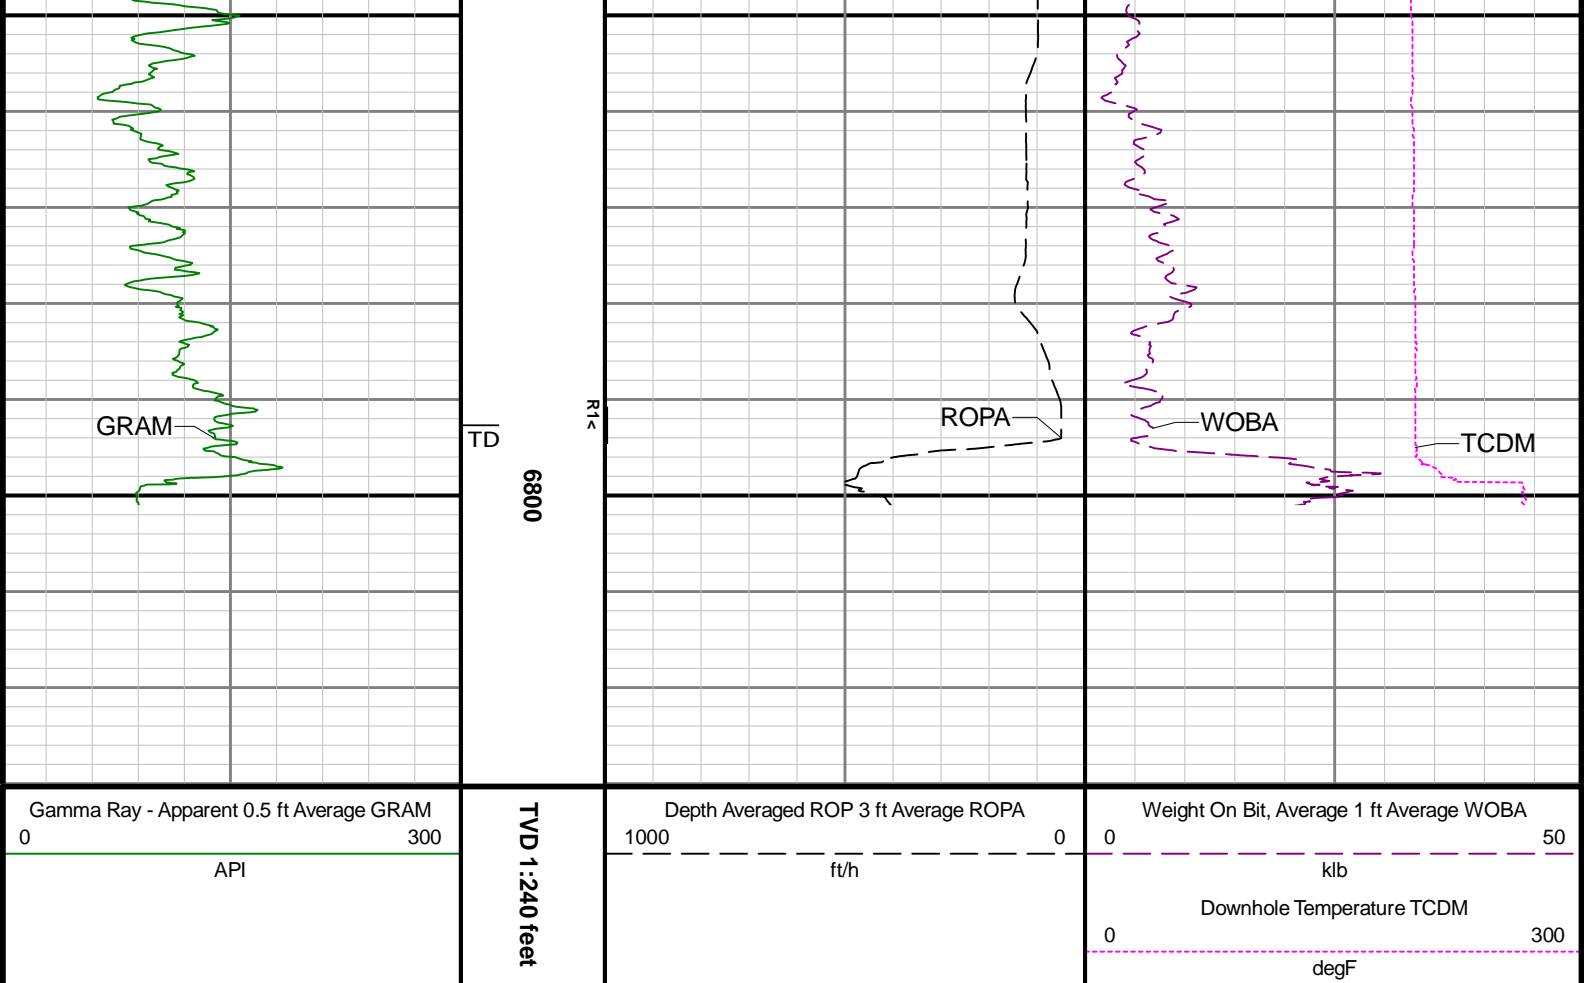 GRAM
TD
6800
R1<
ROPA
WOBA
TCDM
Gamma Ray - Apparent 0.5 ft Average GRAM
0 300
API
TVD 1:240 feet
Depth Averaged ROP 3 ft Average ROPA
1000 0
ft/h
Weight On Bit, Average 1 ft Average WOBA
0 50
klb
Downhole Temperature TCDM
0 300
degF